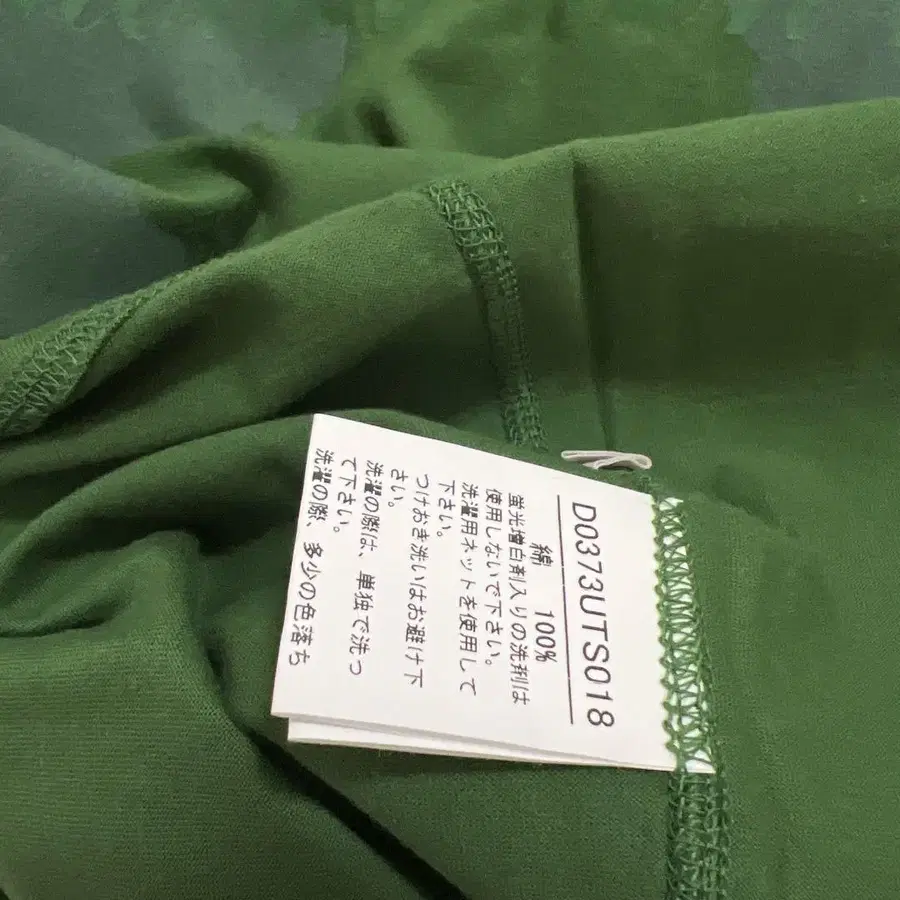 D0373UTS018
綿 100%
蛍光増白剤入りの洗剤は
使用しないで下さい。
洗濯用ネットを使用して
下さい。
つけおき洗いはお避け下
さい。
洗濯の際は、単独で洗っ
て下さい。
洗濯の際、多少の色落ち